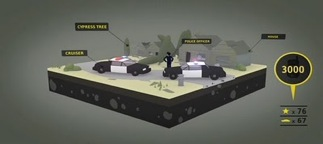 CYPRESS TREE
POLICE OFFICER
HOUSE
CRUISER
3000
x 76
x 67